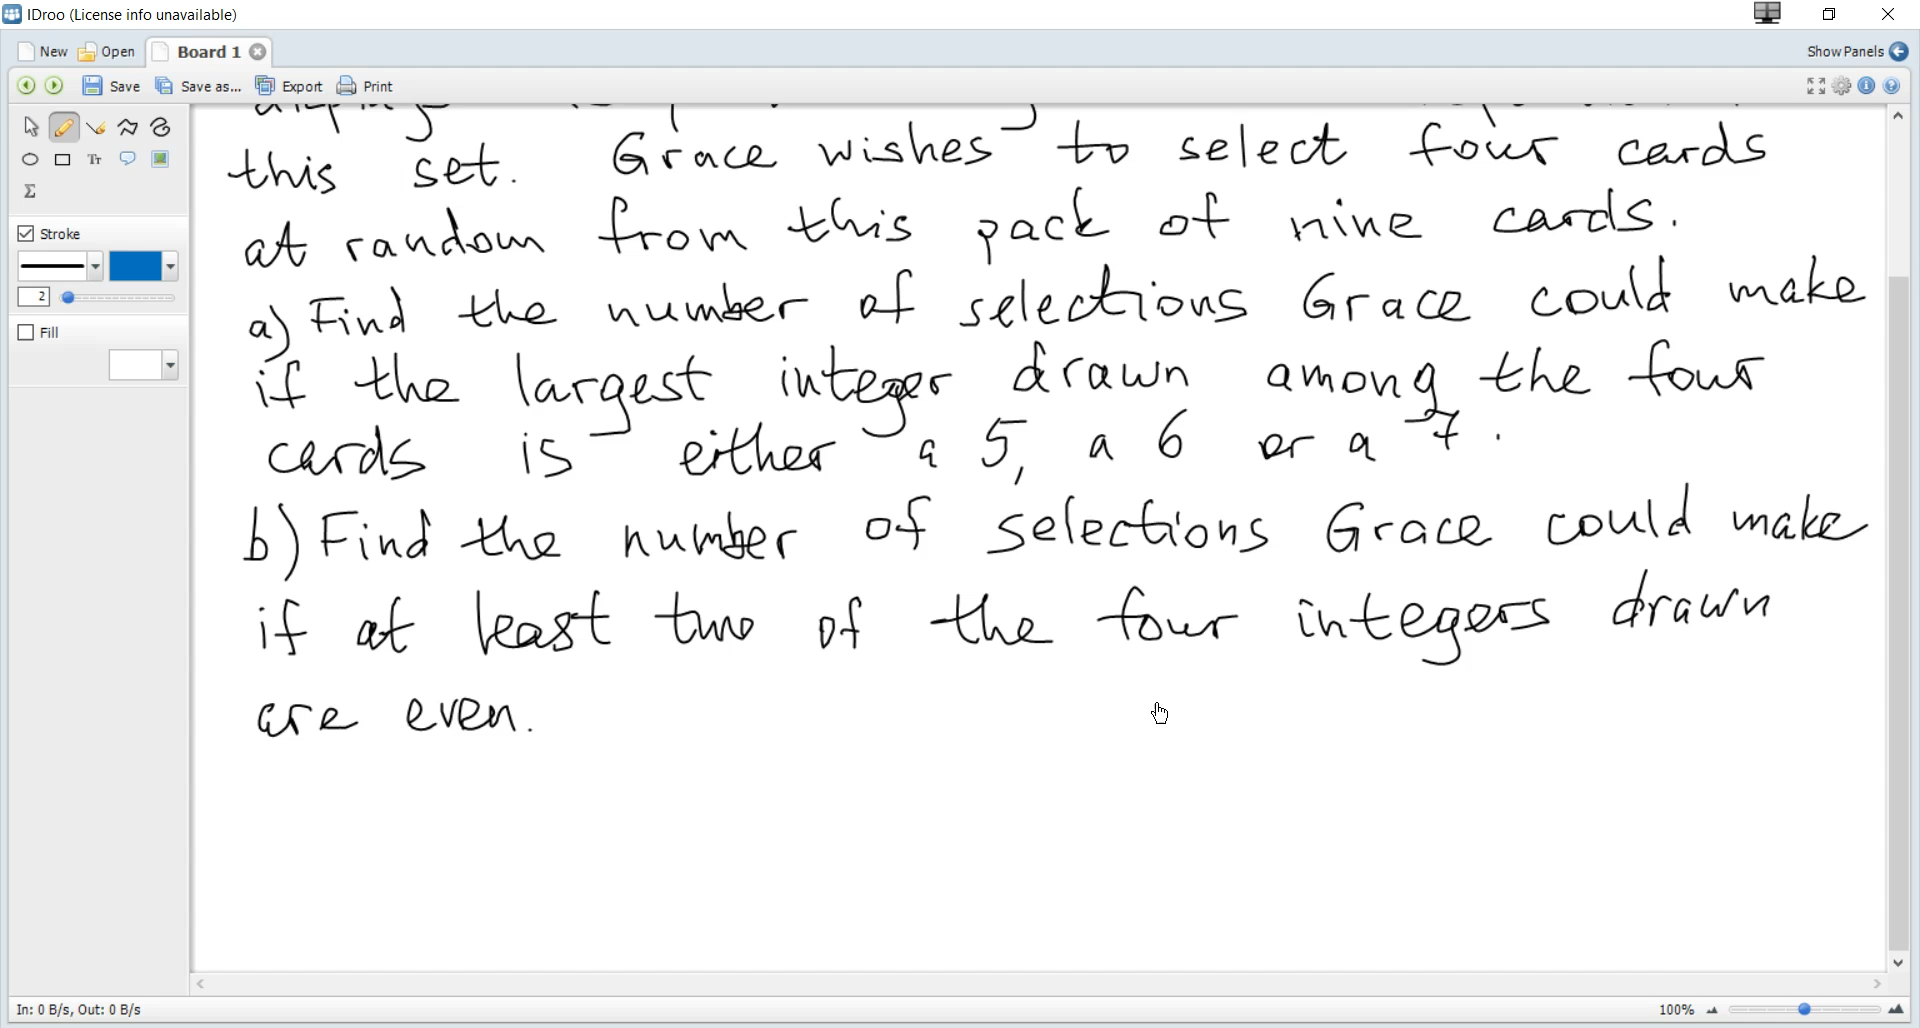 IDroo (License info unavailable)
New Open Board 1 Show Panels
Save Save as... Export Print
this set. Grace wishes to select four cards
at random from this pack of nine cards.
a) Find the number of selections Grace could make
if the largest integer drawn among the four
cards is either a 5, a 6 or a 7.
b) Find the number of selections Grace could make
if at least two of the four integers drawn
are even.
Tr
Σ
Stroke
2
Fill
In: 0 B/s, Out: 0 B/s 100%